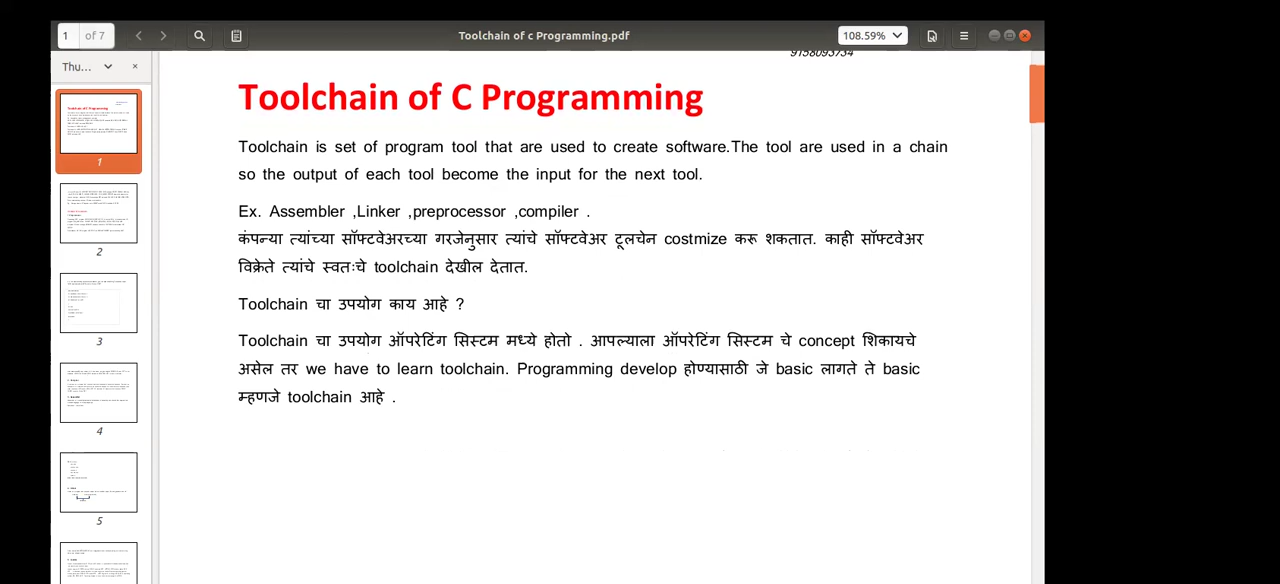 1 of 7
Toolchain of c Programming.pdf
108.59%
Thu...
Toolchain of C Programming
Toolchain is set of program tool that are used to create software.The tool are used in a chain
so the output of each tool become the input for the next tool.
Ex. Assembler ,Linker ,preprocessor ,compiler .
कंपन्या त्यांच्या सॉफ्टवेअरच्या गरजेनुसार त्यांचे सॉफ्टवेअर टूलचेन costmize करू शकतात. काही सॉफ्टवेअर
विक्रेते त्यांचे स्वतःचे toolchain देखील देतात.
Toolchain चा उपयोग काय आहे ?
Toolchain चा उपयोग ऑपरेटिंग सिस्टम मध्ये होतो . आपल्याला ऑपरेटिंग सिस्टम चे concept शिकायचे
असेल तर we have to learn toolchain. Programming develop होण्यासाठी जे basic लागते ते basic
म्हणजे toolchain आहे .
1
2
3
4
5